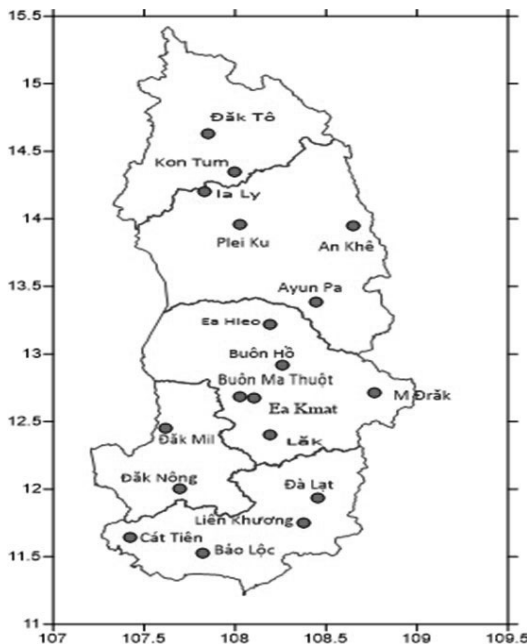 15.5
15
Đăk Tô
14.5
Kon Tum
Ia Ly
14
Plei Ku
An Khê
13.5
Ayun Pa
Ea Hleo
13
Buôn Hồ
Buôn Ma Thuột
M Đrăk
Ea Kmat
12.5
Đăk Mil
Lăk
Đăk Nông
12
Đà Lạt
Liên Khương
Cát Tiên
11.5
Bảo Lộc
11
107
107.5
108
108.5
109
109.5